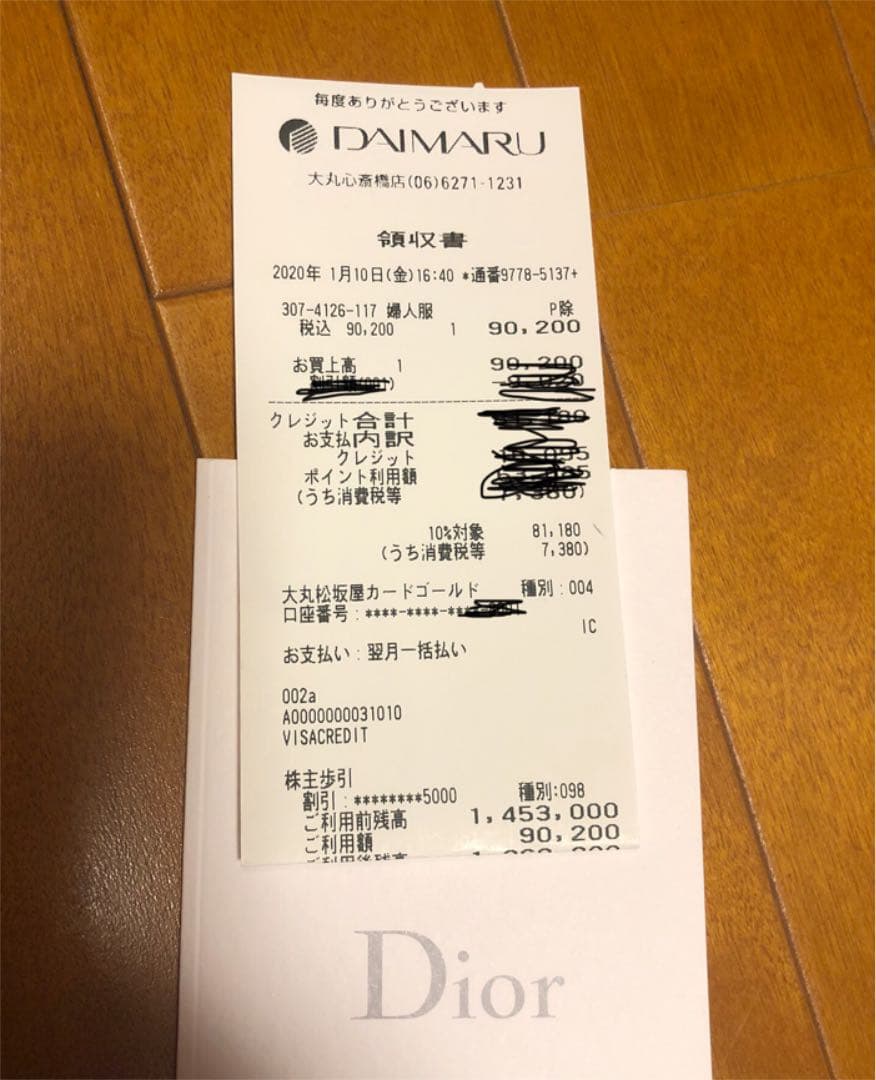 毎度ありがとうございます
DAIMARU
大丸心斎橋店(06)6271-1231
領収書
2020年 1月10日(金)16:40 *通番9778-5137+
307-4126-117 婦人服 P除
税込 90,200 1 90,200
お買上高 1 90,200
クレジット合計
お支払内訳
クレジット
ポイント利用額
(うち消費税等
10%対象 81,180
(うち消費税等 7,380)
大丸松坂屋カードゴールド 種別:004
口座番号:****-****-**
IC
お支払い:翌月一括払い
002a
A0000000031010
VISACREDIT
株主歩引
割引:********5000 種別:098
ご利用前残高 1,453,000
ご利用額 90,200
ご利用後残高
Dior